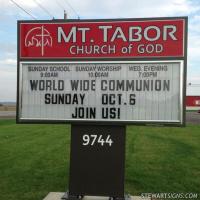 MT. TABOR
CHURCH of GOD
SUNDAY SCHOOL SUNDAY WORSHIP WED. EVENING
9:00AM 10:00AM 7:00PM
WORLD WIDE COMMUNION
SUNDAY OCT.6
JOIN US!
9744
STEWARTSIGNS.COM